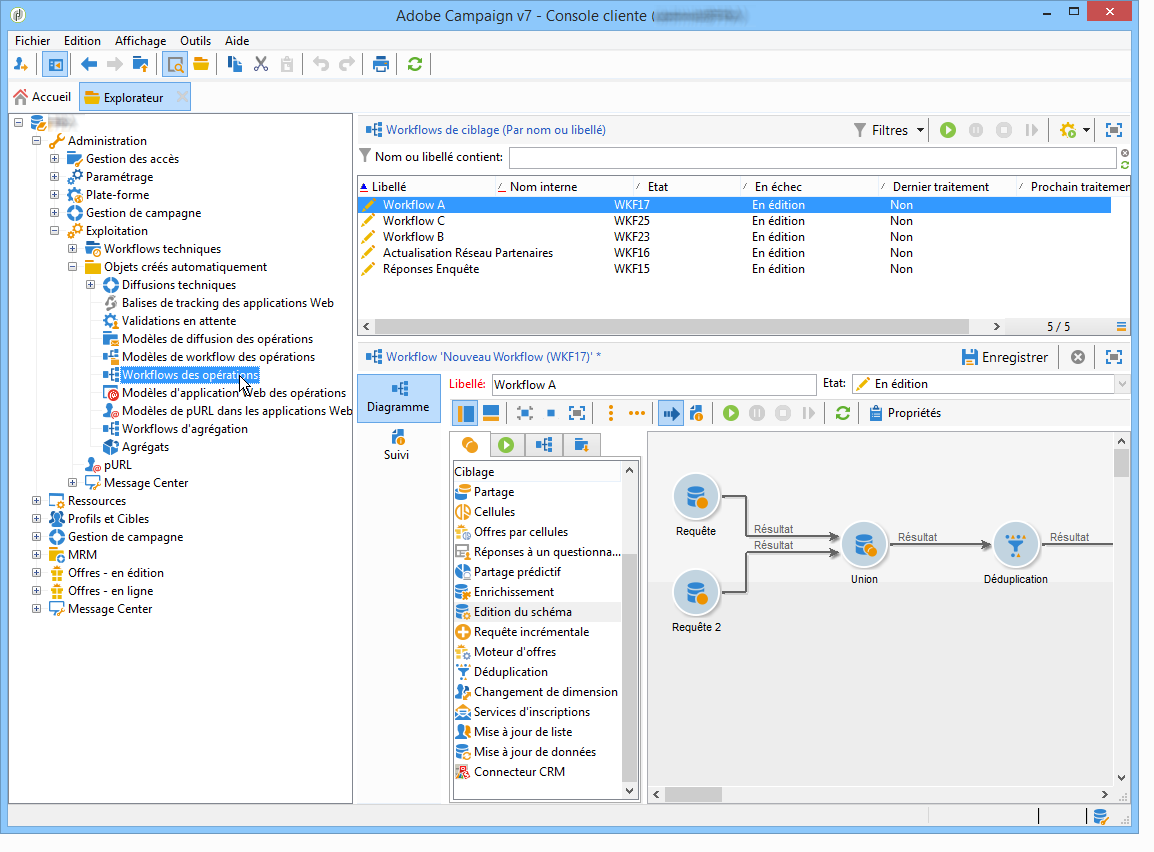 Adobe Campaign v7 - Console cliente (
Fichier Edition Affichage Outils Aide
Accueil Explorateur
Administration
Gestion des accès
Paramétrage
Plate-forme
Gestion de campagne
Exploitation
Workflows techniques
Objets créés automatiquement
Diffusions techniques
Balises de tracking des applications Web
Validations en attente
Modèles de diffusion des opérations
Modèles de workflow des opérations
Workflows des opérations
Modèles d'application Web des opérations
Modèles de pURL dans les applications Web
Workflows d'agrégation
Agrégats
pURL
Message Center
Ressources
Profils et Cibles
Gestion de campagne
MRM
Offres - en édition
Offres - en ligne
Message Center
Workflows de ciblage (Par nom ou libellé) Filtres
Nom ou libellé contient:
Libellé Nom interne Etat En échec Dernier traitement Prochain traitemen
Workflow A WKF17 En édition Non
Workflow C WKF25 En édition Non
Workflow B WKF23 En édition Non
Actualisation Réseau Partenaires WKF16 En édition Non
Réponses Enquête WKF15 En édition Non
5 / 5
Workflow 'Nouveau Workflow (WKF17)' * Enregistrer
Diagramme
Suivi
Libellé: Workflow A Etat: En édition
Propriétés
Ciblage
Partage
Cellules
Offres par cellules
Réponses à un questionna...
Partage prédictif
Enrichissement
Edition du schéma
Requête incrémentale
Moteur d'offres
Déduplication
Changement de dimension
Services d'inscriptions
Mise à jour de liste
Mise à jour de données
Connecteur CRM
Requête
Résultat
Résultat
Requête 2
Union
Résultat
Déduplication
Résultat